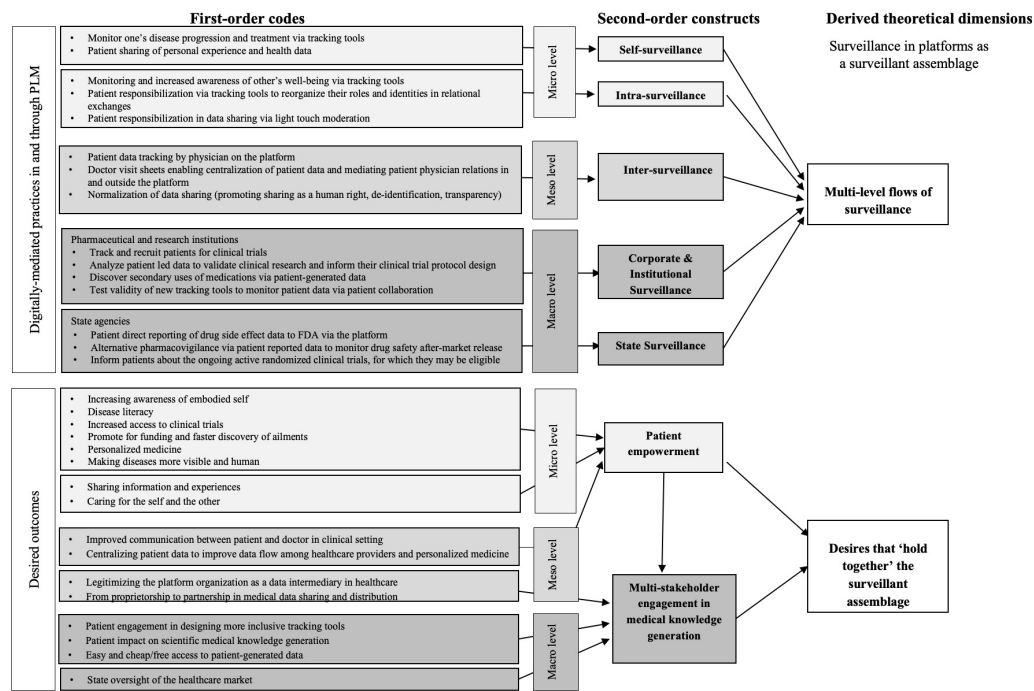 First-order codes
Second-order constructs
Derived theoretical dimensions
Surveillance in platforms as
a surveillant assemblage
Digitally-mediated practices in and through PLM
• Monitor one's disease progression and treatment via tracking tools
• Patient sharing of personal experience and health data
• Monitoring and increased awareness of other's well-being via tracking tools
• Patient responsibilization via tracking tools to reorganize their roles and identities in relational
exchanges
• Patient responsibilization in data sharing via light touch moderation
Micro level
Self-surveillance
Intra-surveillance
• Patient data tracking by physician on the platform
• Doctor visit sheets enabling centralization of patient data and mediating patient physician relations in
and outside the platform
• Normalization of data sharing (promoting sharing as a human right, de-identification, transparency)
Meso level
Inter-surveillance
Multi-level flows of
surveillance
Pharmaceutical and research institutions
• Track and recruit patients for clinical trials
• Analyze patient led data to validate clinical research and inform their clinical trial protocol design
• Discover secondary uses of medications via patient-generated data
• Test validity of new tracking tools to monitor patient data via patient collaboration
State agencies
• Patient direct reporting of drug side effect data to FDA via the platform
• Alternative pharmacovigilance via patient reported data to monitor drug safety after-market release
• Inform patients about the ongoing active randomized clinical trials, for which they may be eligible
Macro level
Corporate &
Institutional
Surveillance
State Surveillance
Desired outcomes
• Increasing awareness of embodied self
• Disease literacy
• Increased access to clinical trials
• Promote for funding and faster discovery of ailments
• Personalized medicine
• Making diseases more visible and human
• Sharing information and experiences
• Caring for the self and the other
Micro level
Patient
empowerment
• Improved communication between patient and doctor in clinical setting
• Centralizing patient data to improve data flow among healthcare providers and personalized medicine
• Legitimizing the platform organization as a data intermediary in healthcare
• From proprietorship to partnership in medical data sharing and distribution
Meso level
Multi-stakeholder
engagement in
medical knowledge
generation
Desires that 'hold
together' the
surveillant
assemblage
• Patient engagement in designing more inclusive tracking tools
• Patient impact on scientific medical knowledge generation
• Easy and cheap/free access to patient-generated data
• State oversight of the healthcare market
Macro level